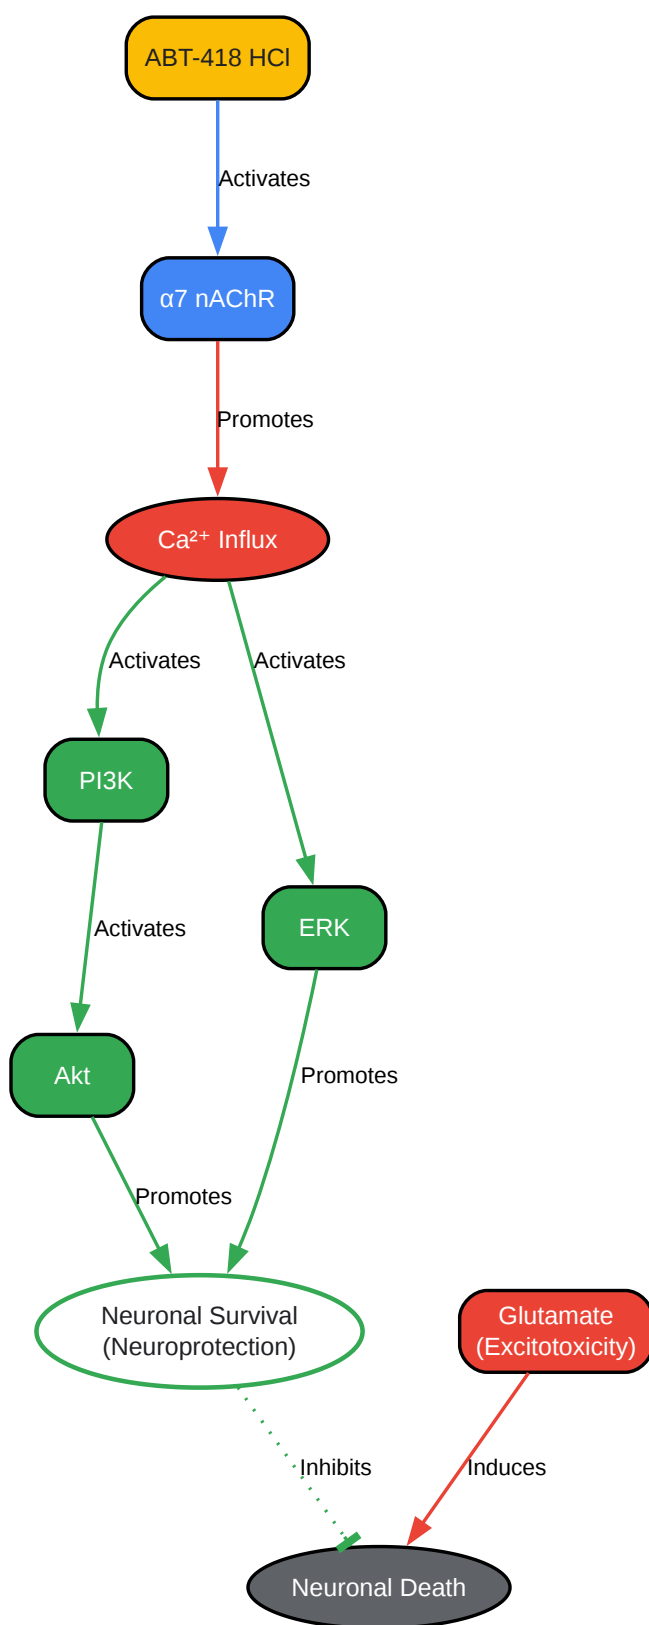 ABT-418 HCl
Activates
α7 nAChR
Promotes
Ca²⁺ Influx
Activates
Activates
PI3K
Activates
ERK
Akt
Promotes
Promotes
Neuronal Survival
(Neuroprotection)
Glutamate
(Excitotoxicity)
Inhibits
Induces
Neuronal Death